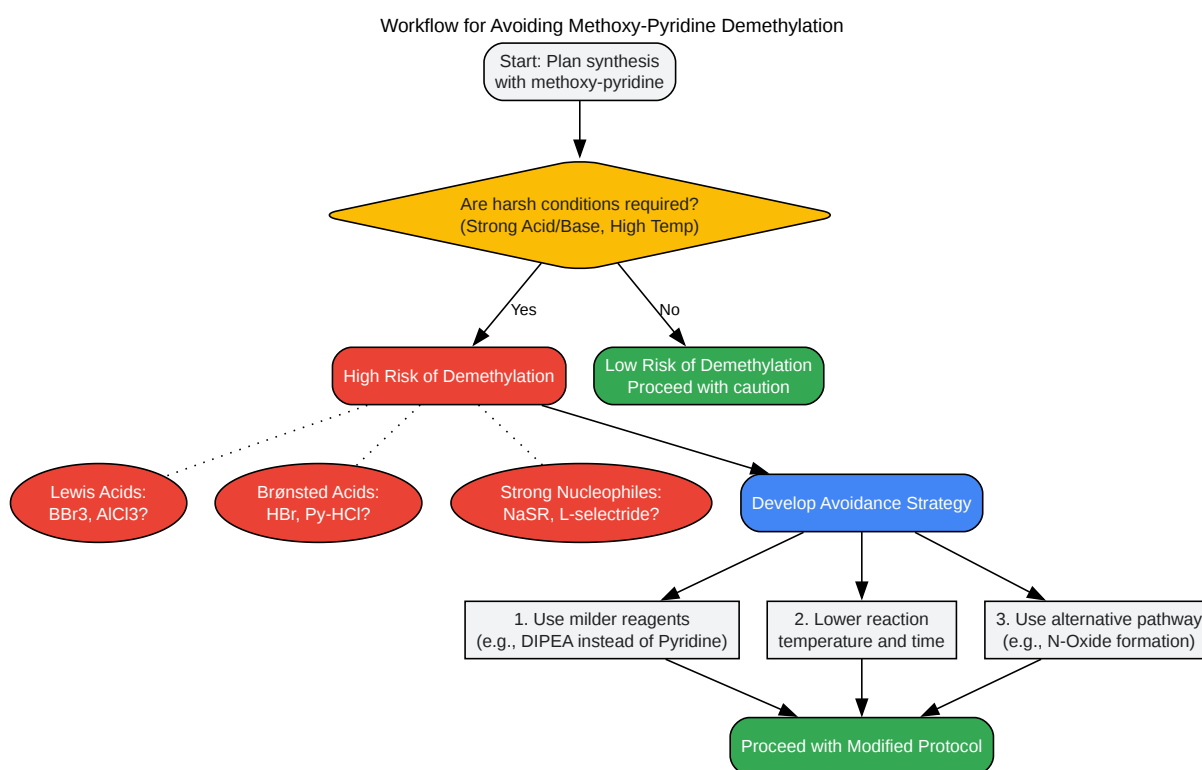 Workflow for Avoiding Methoxy-Pyridine Demethylation
Start: Plan synthesis
with methoxy-pyridine
Are harsh conditions required?
(Strong Acid/Base, High Temp)
Yes
No
High Risk of Demethylation
Low Risk of Demethylation
Proceed with caution
Lewis Acids:
BBr3, AlCl3?
Brønsted Acids:
HBr, Py-HCl?
Strong Nucleophiles:
NaSR, L-selectride?
Develop Avoidance Strategy
1. Use milder reagents
(e.g., DIPEA instead of Pyridine)
2. Lower reaction
temperature and time
3. Use alternative pathway
(e.g., N-Oxide formation)
Proceed with Modified Protocol